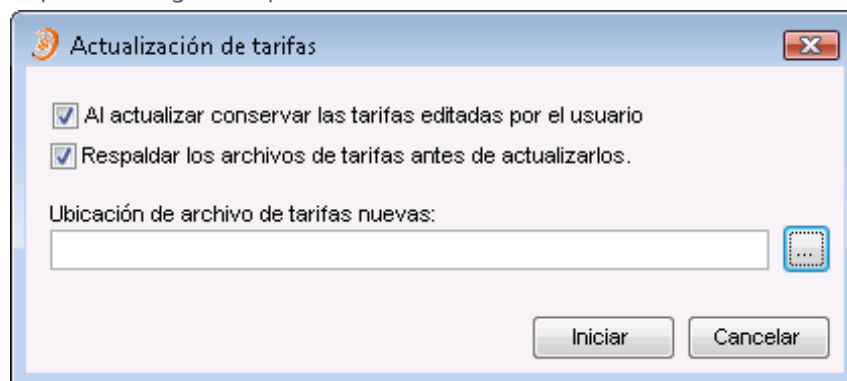 Actualización de tarifas
Al actualizar conservar las tarifas editadas por el usuario
Respaldar los archivos de tarifas antes de actualizarlos.
Ubicación de archivo de tarifas nuevas:
...
Iniciar
Cancelar